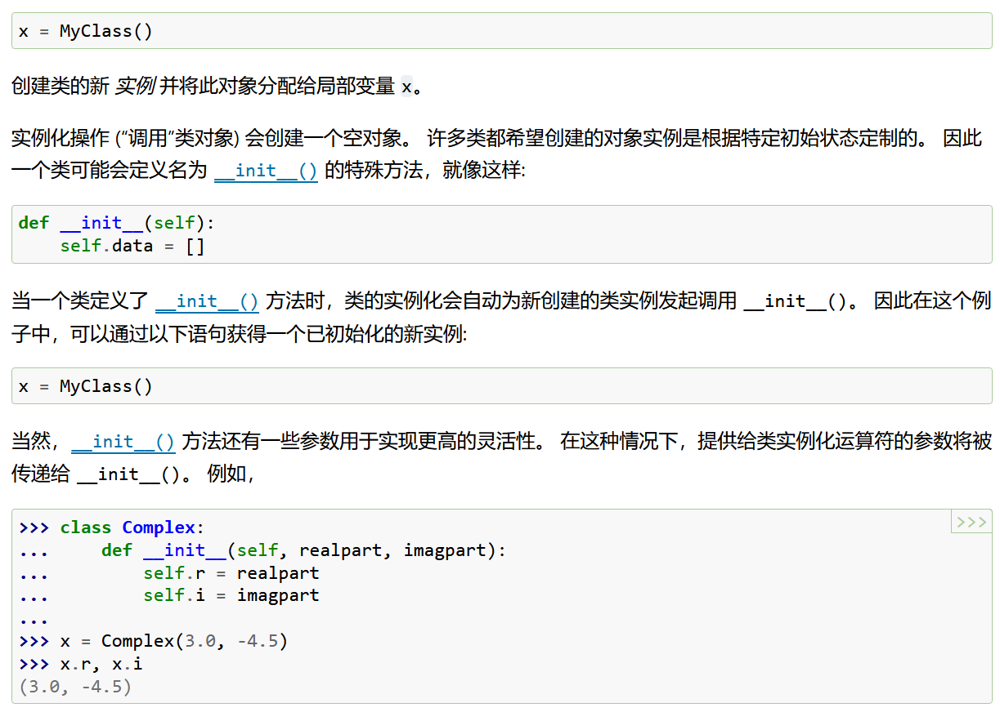 x = MyClass()
创建类的新 实例 并将此对象分配给局部变量 x。
实例化操作 (“调用”类对象) 会创建一个空对象。 许多类都希望创建的对象实例是根据特定初始状态定制的。 因此
一个类可能会定义名为 __init__() 的特殊方法，就像这样:
def __init__(self):
    self.data = []
当一个类定义了 __init__() 方法时，类的实例化会自动为新创建的类实例发起调用 __init__()。 因此在这个例
子中，可以通过以下语句获得一个已初始化的新实例:
x = MyClass()
当然，__init__() 方法还有一些参数用于实现更高的灵活性。 在这种情况下，提供给类实例化运算符的参数将被
传递给 __init__()。 例如，
>>> class Complex: >>>
...     def __init__(self, realpart, imagpart):
...         self.r = realpart
...         self.i = imagpart
...
>>> x = Complex(3.0, -4.5)
>>> x.r, x.i
(3.0, -4.5)